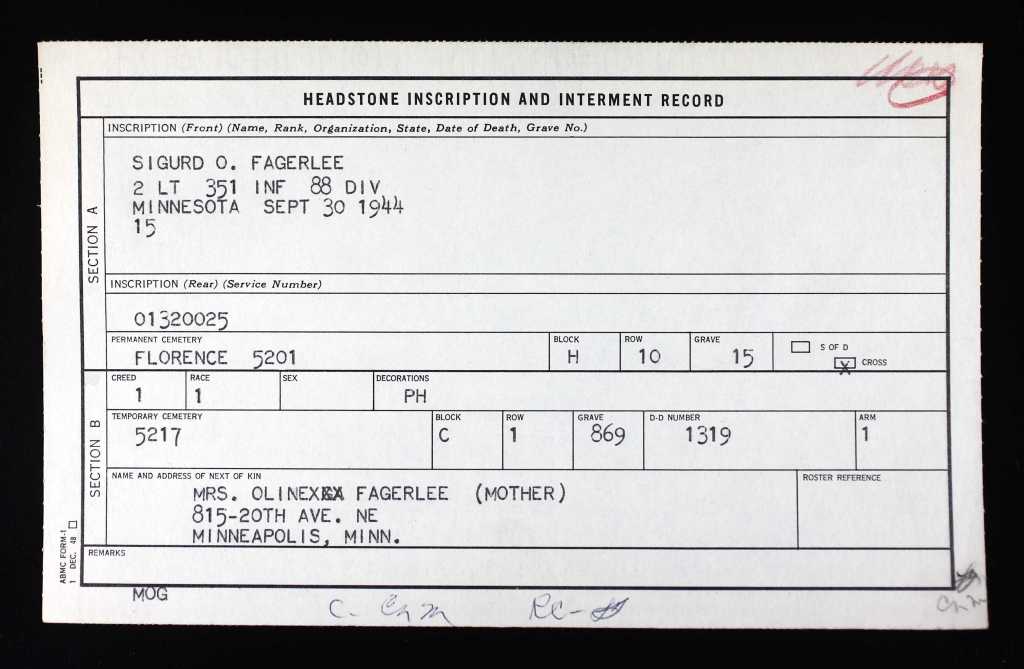 HEADSTONE INSCRIPTION AND INTERMENT RECORD
SECTION A
INSCRIPTION (Front) (Name, Rank, Organization, State, Date of Death, Grave No.)
SIGURD O. FAGERLEE
2 LT 351 INF 88 DIV
MINNESOTA SEPT 30 1944
15
INSCRIPTION (Rear) (Service Number)
01320025
PERMANENT CEMETERY BLOCK ROW GRAVE
FLORENCE 5201 H 10 15
S OF D
X CROSS
SECTION B
CREED RACE SEX DECORATIONS
1 1 PH
TEMPORARY CEMETERY BLOCK ROW GRAVE D-D NUMBER ARM
5217 C 1 869 1319 1
NAME AND ADDRESS OF NEXT OF KIN ROSTER REFERENCE
MRS. OLINEXXX FAGERLEE (MOTHER)
815-20TH AVE. NE
MINNEAPOLIS, MINN.
REMARKS
ABMC FORM-1
1 DEC. 48
MOG